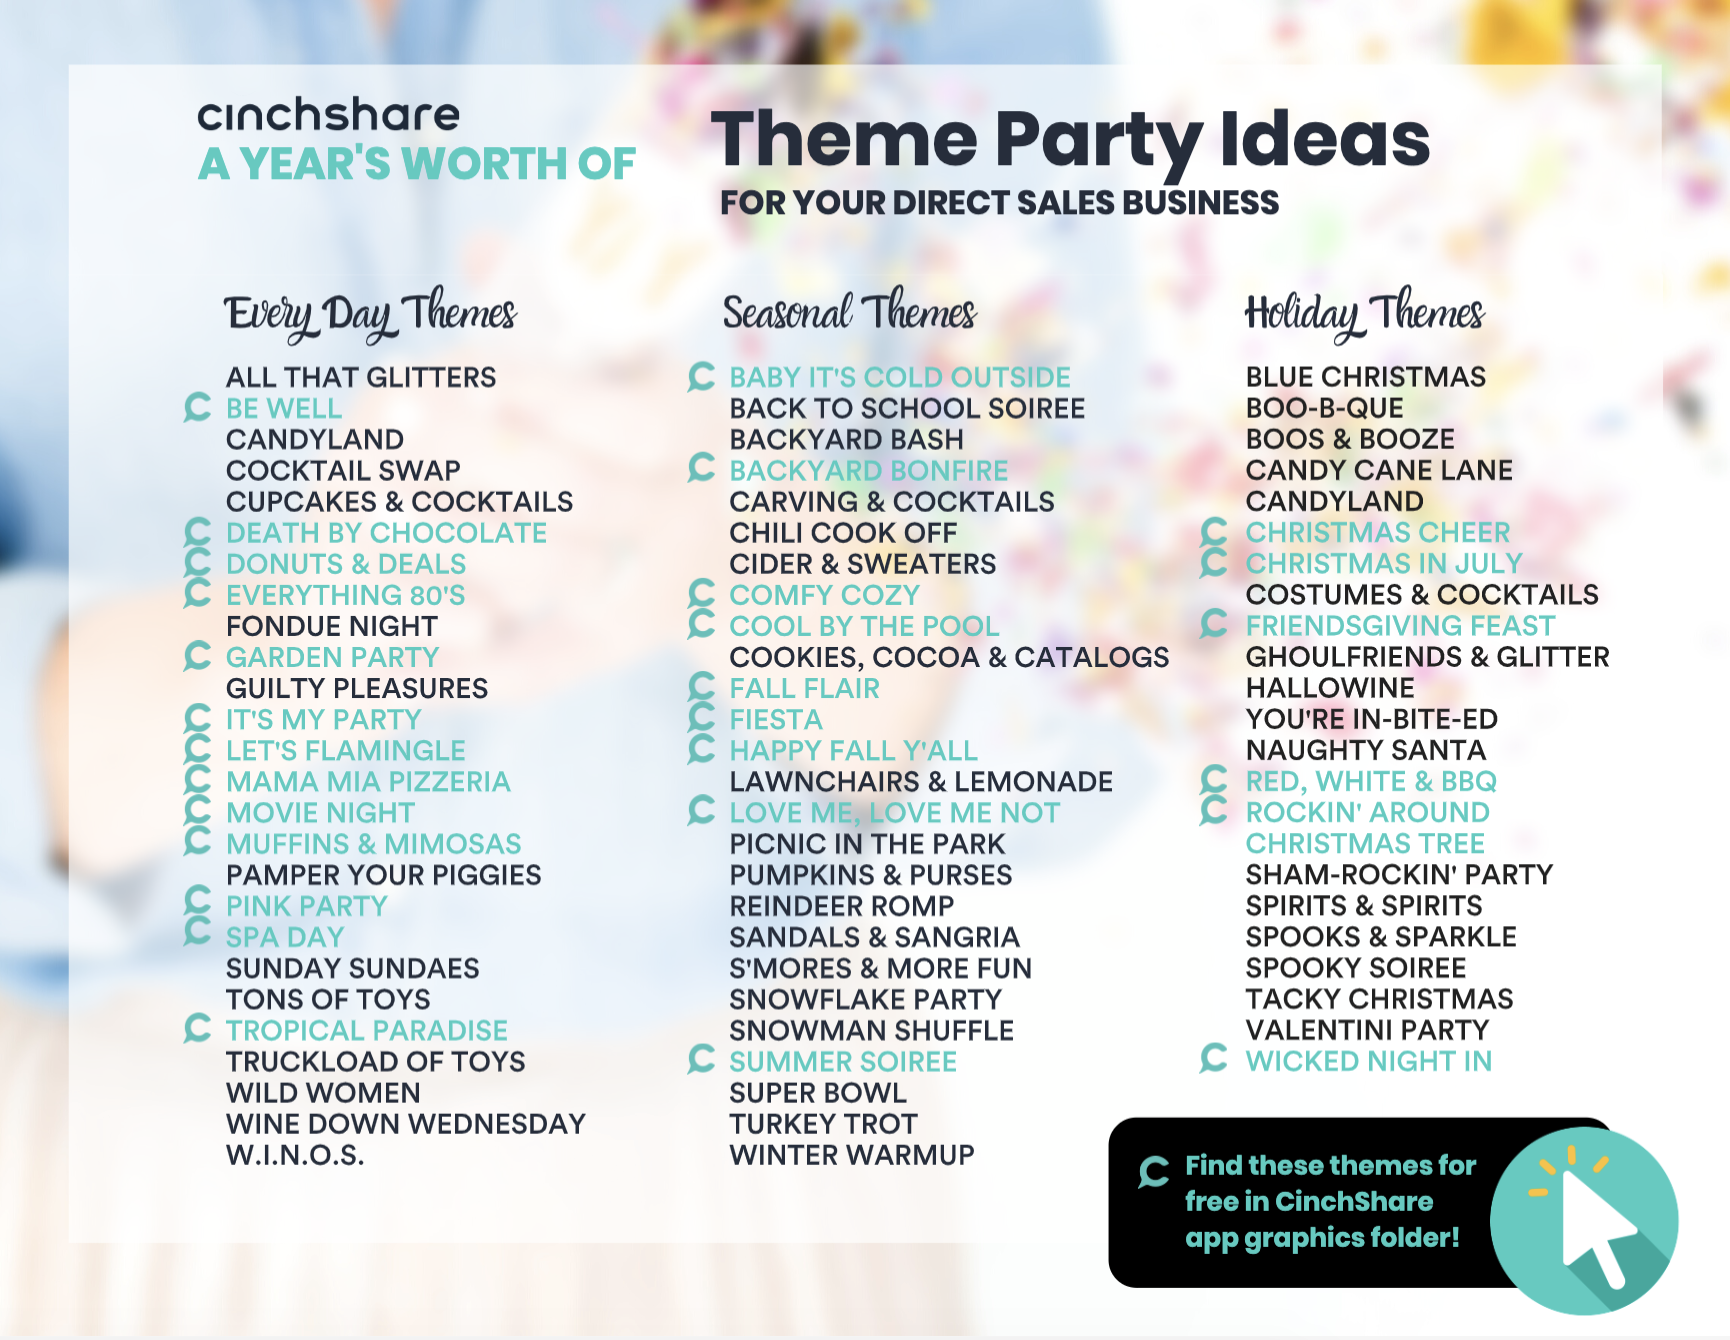 cinchshare
A YEAR'S WORTH OF
Theme Party Ideas
FOR YOUR DIRECT SALES BUSINESS
Every Day Themes
ALL THAT GLITTERS
BE WELL
CANDYLAND
COCKTAIL SWAP
CUPCAKES & COCKTAILS
DEATH BY CHOCOLATE
DONUTS & DEALS
EVERYTHING 80'S
FONDUE NIGHT
GARDEN PARTY
GUILTY PLEASURES
IT'S MY PARTY
LET'S FLAMINGLE
MAMA MIA PIZZERIA
MOVIE NIGHT
MUFFINS & MIMOSAS
PAMPER YOUR PIGGIES
PINK PARTY
SPA DAY
SUNDAY SUNDAES
TONS OF TOYS
TROPICAL PARADISE
TRUCKLOAD OF TOYS
WILD WOMEN
WINE DOWN WEDNESDAY
W.I.N.O.S.
Seasonal Themes
BABY IT'S COLD OUTSIDE
BACK TO SCHOOL SOIREE
BACKYARD BASH
BACKYARD BONFIRE
CARVING & COCKTAILS
CHILI COOK OFF
CIDER & SWEATERS
COMFY COZY
COOL BY THE POOL
COOKIES, COCOA & CATALOGS
FALL FLAIR
FIESTA
HAPPY FALL Y'ALL
LAWNCHAIRS & LEMONADE
LOVE ME, LOVE ME NOT
PICNIC IN THE PARK
PUMPKINS & PURSES
REINDEER ROMP
SANDALS & SANGRIA
S'MORES & MORE FUN
SNOWFLAKE PARTY
SNOWMAN SHUFFLE
SUMMER SOIREE
SUPER BOWL
TURKEY TROT
WINTER WARMUP
Holiday Themes
BLUE CHRISTMAS
BOO-B-QUE
BOOS & BOOZE
CANDY CANE LANE
CANDYLAND
CHRISTMAS CHEER
CHRISTMAS IN JULY
COSTUMES & COCKTAILS
FRIENDSGIVING FEAST
GHOULFRIENDS & GLITTER
HALLOWINE
YOU'RE IN-BITE-ED
NAUGHTY SANTA
RED, WHITE & BBQ
ROCKIN' AROUND
CHRISTMAS TREE
SHAM-ROCKIN' PARTY
SPIRITS & SPIRITS
SPOOKS & SPARKLE
SPOOKY SOIREE
TACKY CHRISTMAS
VALENTINI PARTY
WICKED NIGHT IN
Find these themes for
free in CinchShare
app graphics folder!